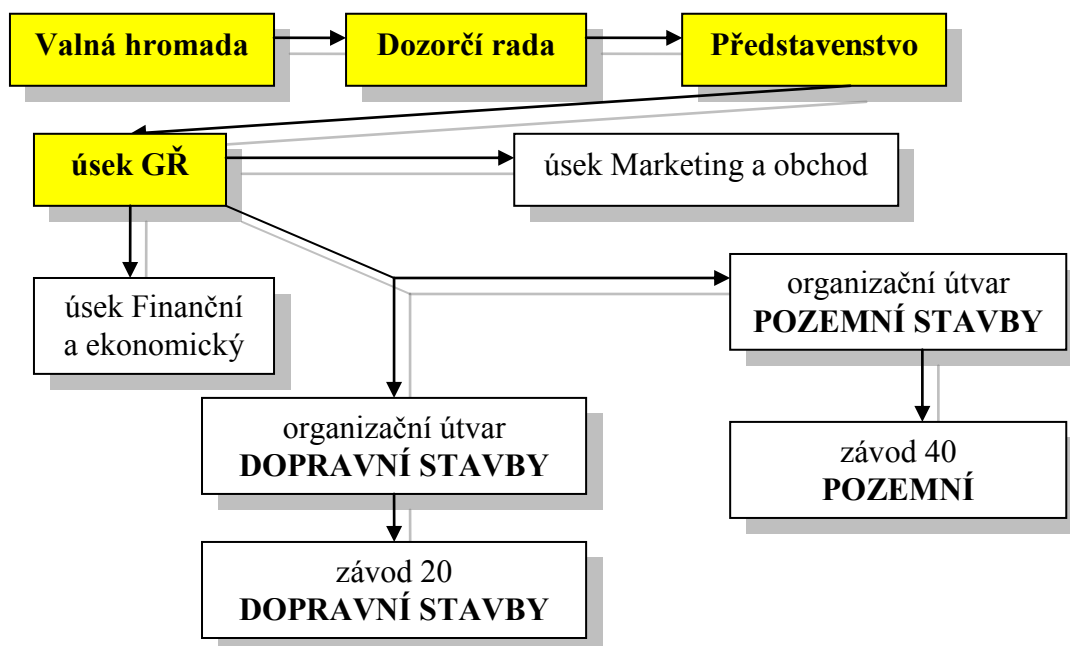 Valná hromada
Dozorčí rada
Představenstvo
úsek GŘ
úsek Marketing a obchod
úsek Finanční
a ekonomický
organizační útvar
POZEMNÍ STAVBY
organizační útvar
DOPRAVNÍ STAVBY
závod 40
POZEMNÍ
závod 20
DOPRAVNÍ STAVBY